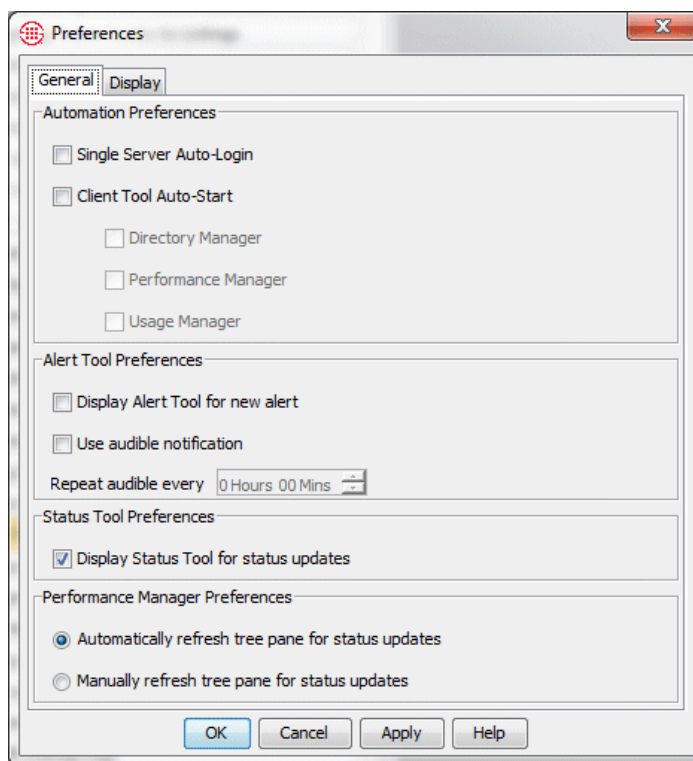 Preferences
General Display
Automation Preferences
Single Server Auto-Login
Client Tool Auto-Start
Directory Manager
Performance Manager
Usage Manager
Alert Tool Preferences
Display Alert Tool for new alert
Use audible notification
Repeat audible every 0 Hours 00 Mins
Status Tool Preferences
Display Status Tool for status updates
Performance Manager Preferences
Automatically refresh tree pane for status updates
Manually refresh tree pane for status updates
OK Cancel Apply Help